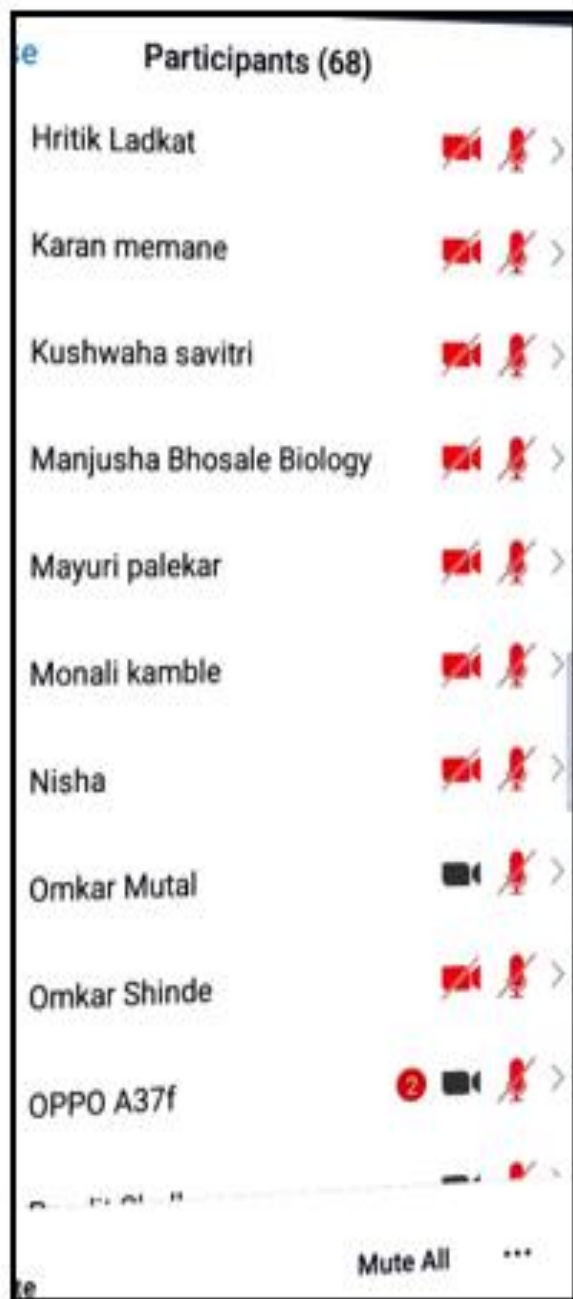 Participants (68)
Hritik Ladkat
Karan memane
Kushwaha savitri
Manjusha Bhosale Biology
Mayuri palekar
Monali kamble
Nisha
Omkar Mutal
Omkar Shinde
OPPO A37f 2
Mute All ...